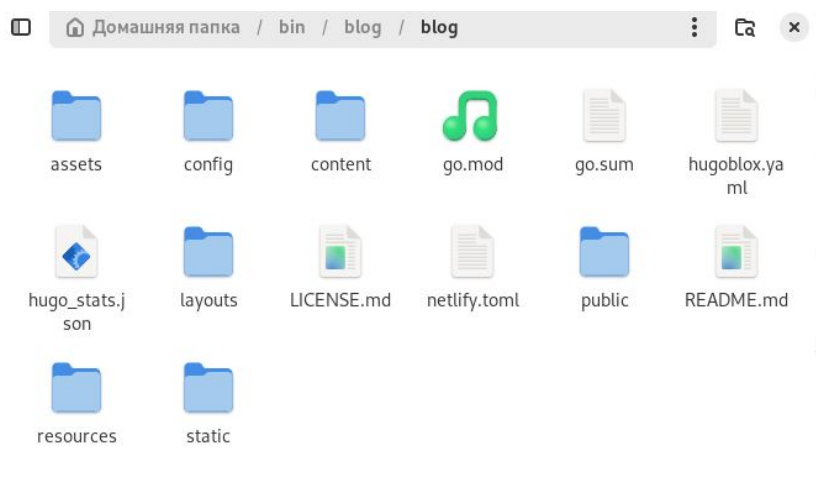 Домашняя папка / bin / blog / blog
assets config content go.mod go.sum hugoblox.ya
ml
hugo_stats.j layouts LICENSE.md netlify.toml public README.md
son
resources static